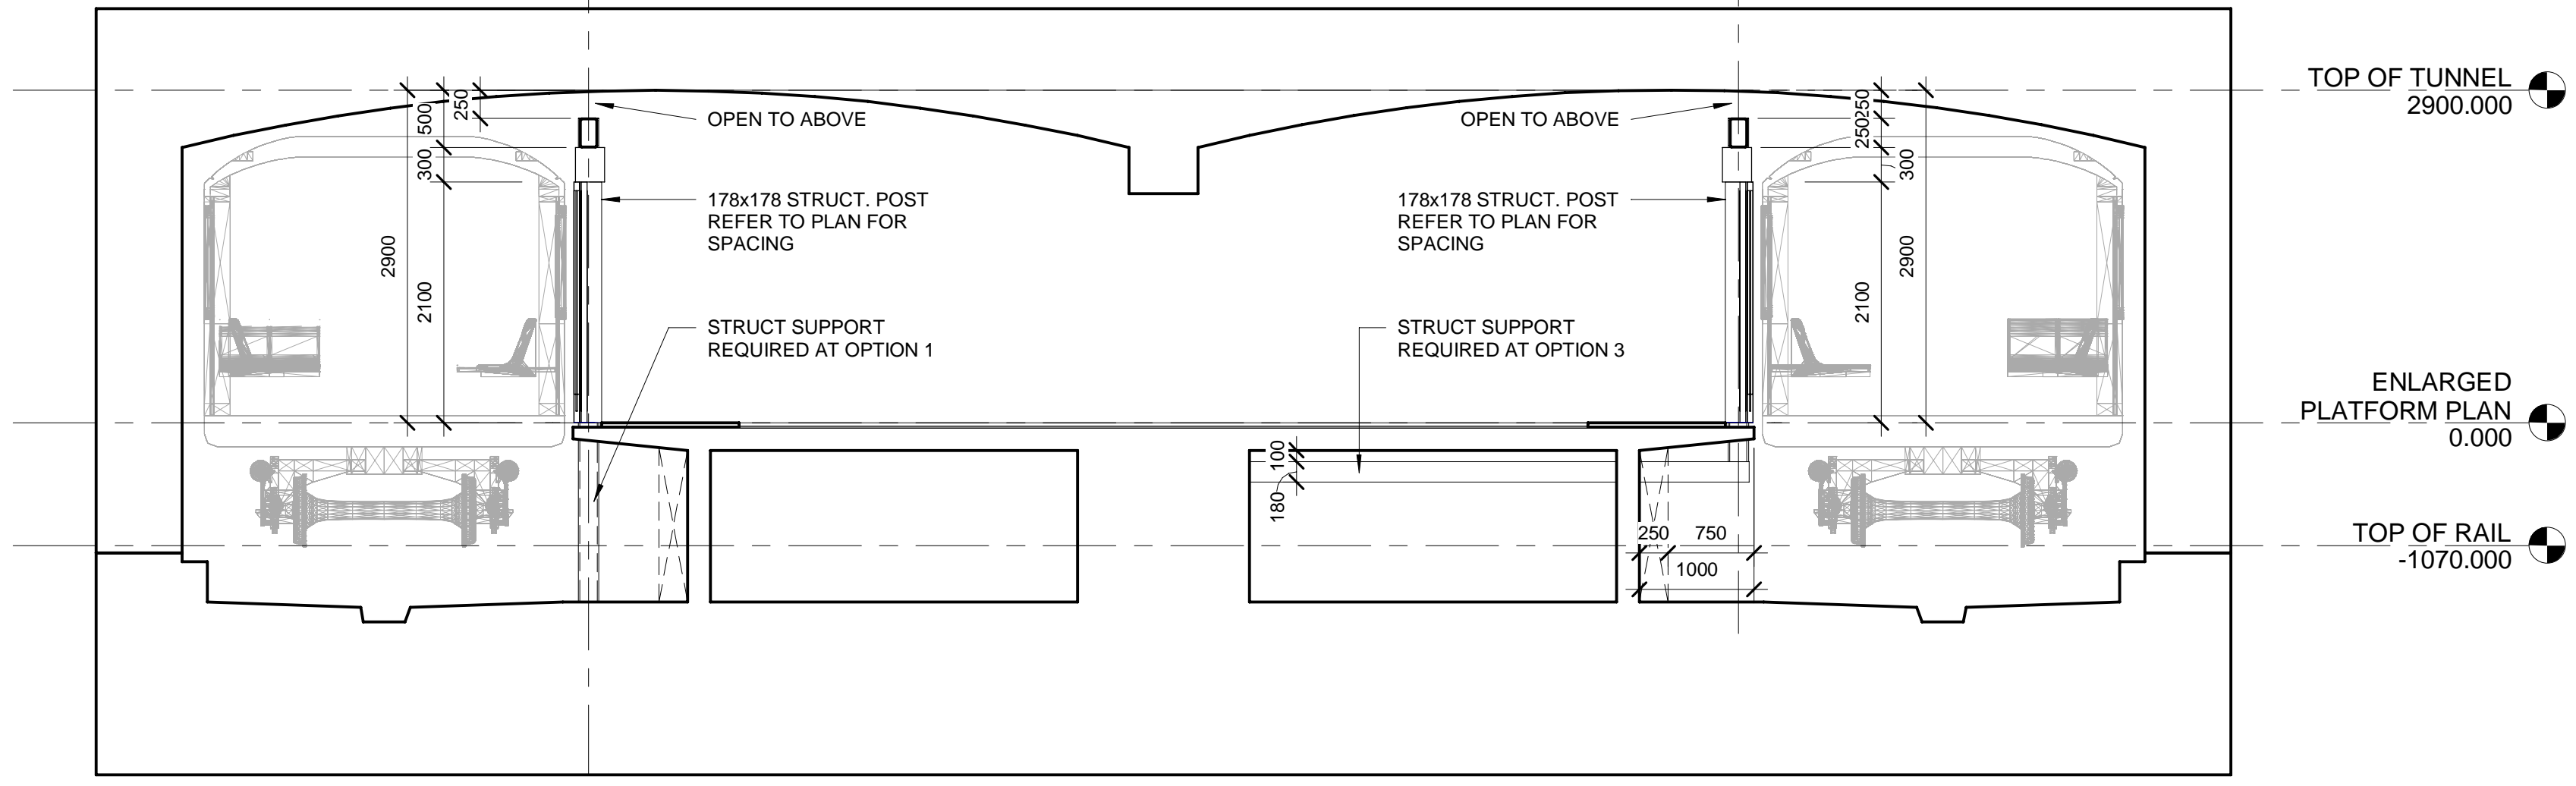 TOP OF TUNNEL
2900.000
500
250
300
2900
2100
OPEN TO ABOVE
178x178 STRUCT. POST
REFER TO PLAN FOR
SPACING
STRUCT SUPPORT
REQUIRED AT OPTION 1
OPEN TO ABOVE
178x178 STRUCT. POST
REFER TO PLAN FOR
SPACING
STRUCT SUPPORT
REQUIRED AT OPTION 3
250
250
300
2900
2100
ENLARGED
PLATFORM PLAN
0.000
100
180
250 750
1000
TOP OF RAIL
-1070.000